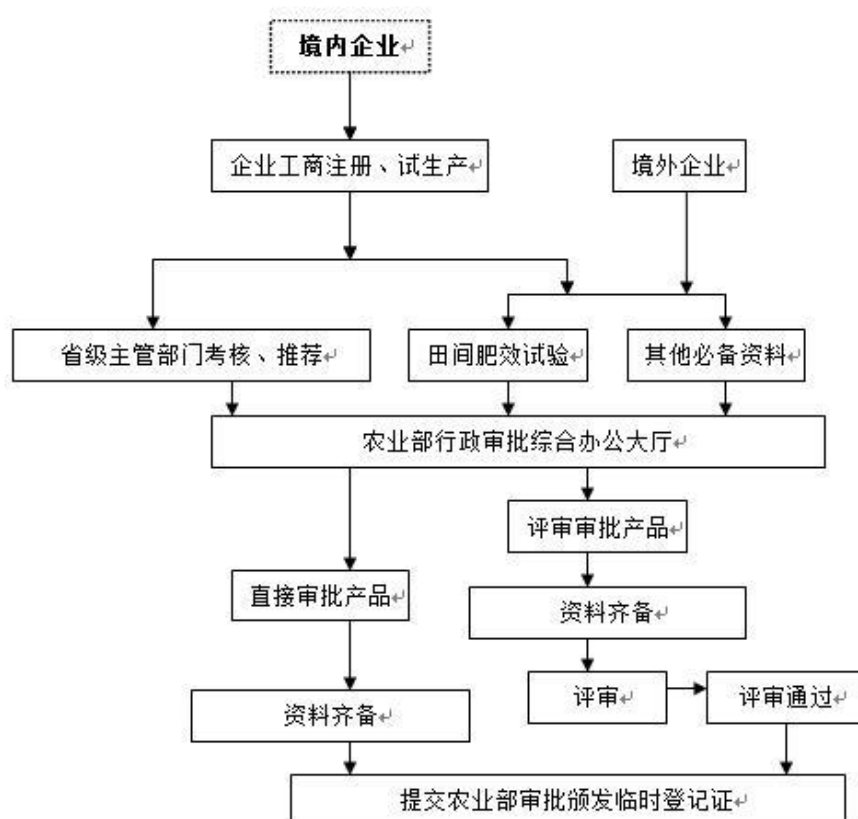 境内企业
企业工商注册、试生产
境外企业
省级主管部门考核、推荐
田间肥效试验
其他必备资料
农业部行政审批综合办公大厅
评审审批产品
直接审批产品
资料齐备
评审
评审通过
资料齐备
提交农业部审批颁发临时登记证